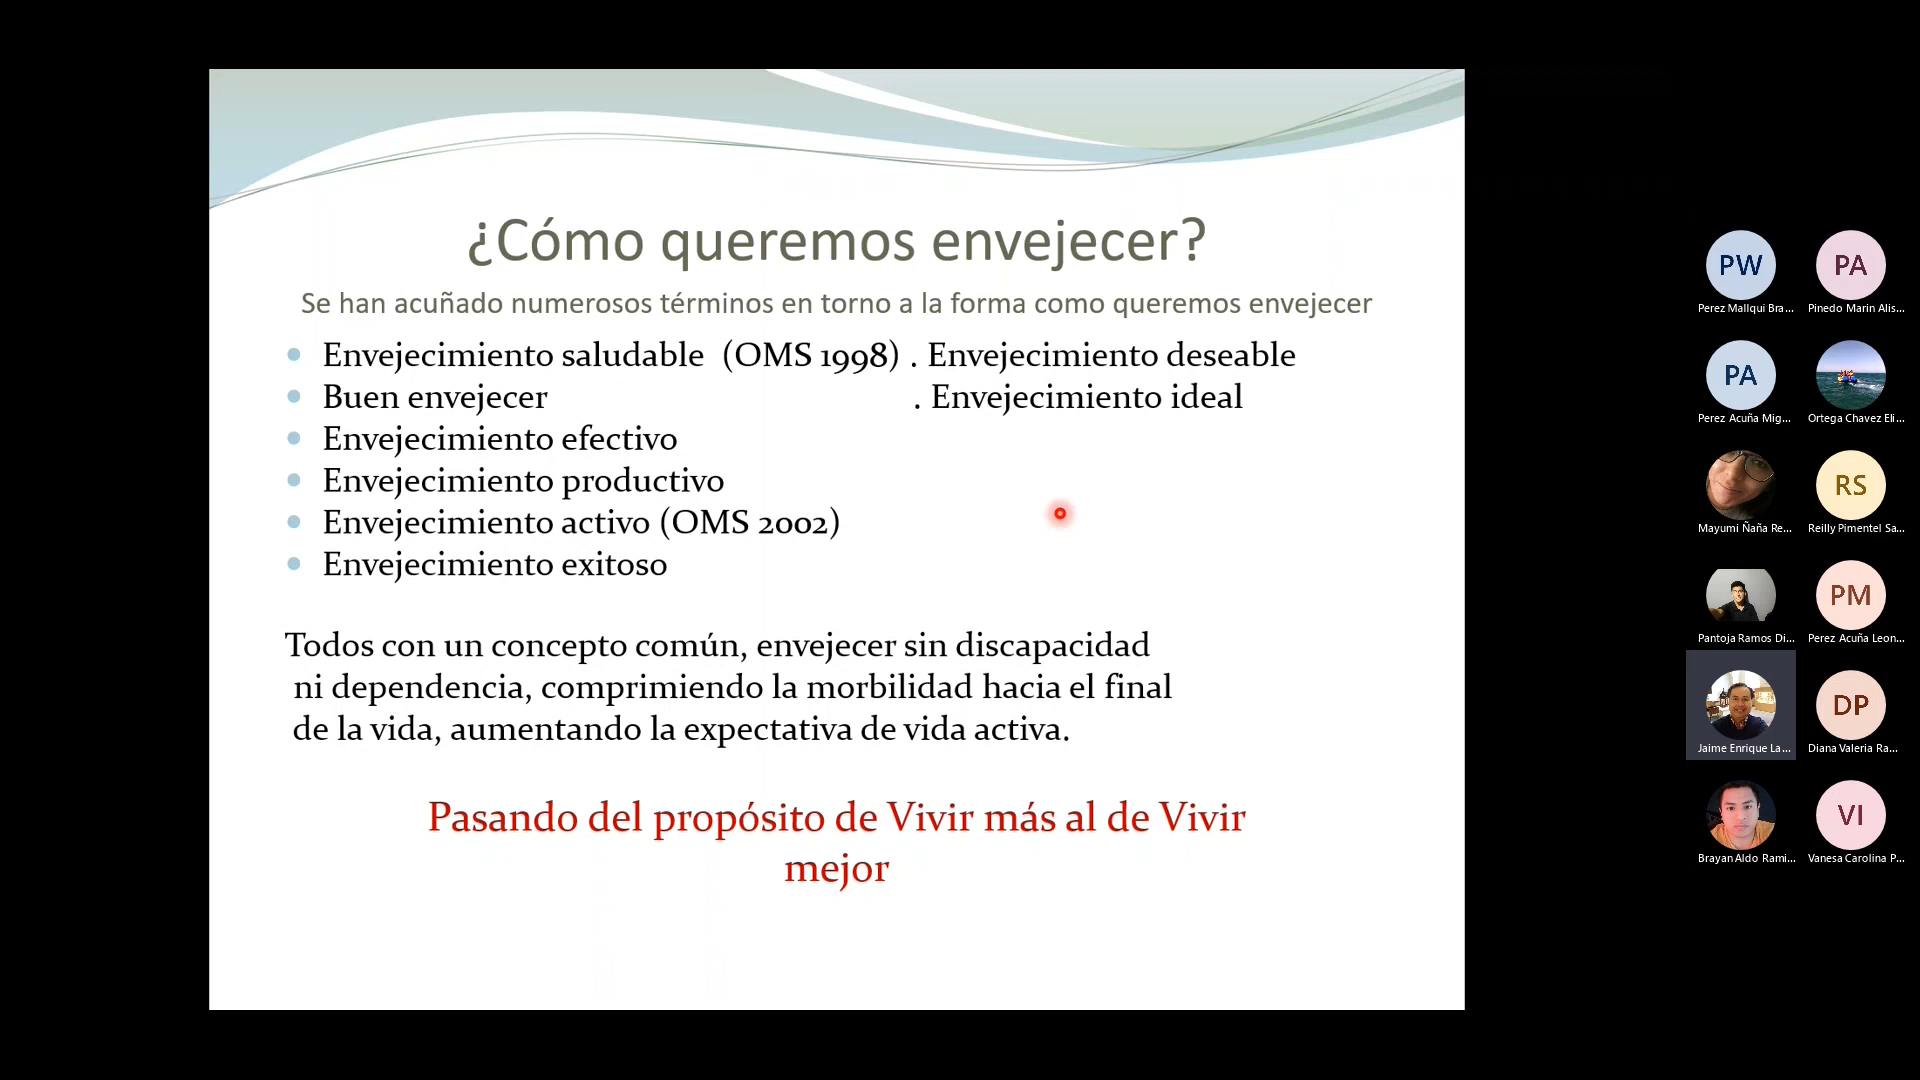 ¿Cómo queremos envejecer?
Se han acuñado numerosos términos en torno a la forma como queremos envejecer
Envejecimiento saludable (OMS 1998) . Envejecimiento deseable
Buen envejecer . Envejecimiento ideal
Envejecimiento efectivo
Envejecimiento productivo
Envejecimiento activo (OMS 2002)
Envejecimiento exitoso
Todos con un concepto común, envejecer sin discapacidad
ni dependencia, comprimiendo la morbilidad hacia el final
de la vida, aumentando la expectativa de vida activa.
Pasando del propósito de Vivir más al de Vivir
mejor
PW PA
Perez Mallqui Bra... Pinedo Marin Alis...
PA
Perez Acuña Mig... Ortega Chavez Eli...
RS
Mayumi Ñaña Re... Reilly Pimentel Sa...
PM
Pantoja Ramos Di... Perez Acuña Leon...
DP
Jaime Enrique La... Diana Valeria Ra...
VI
Brayan Aldo Rami... Vanesa Carolina P...